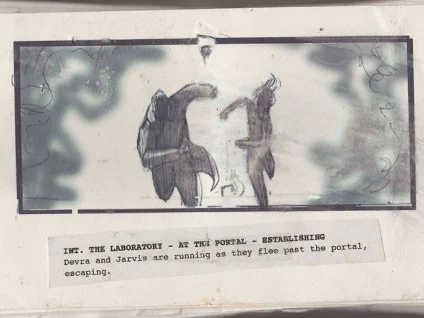 INT. THE LABORATORY - AT THE PORTAL - ESTABLISHING
Devra and Jarvis are running as they flee past the portal,
escaping.